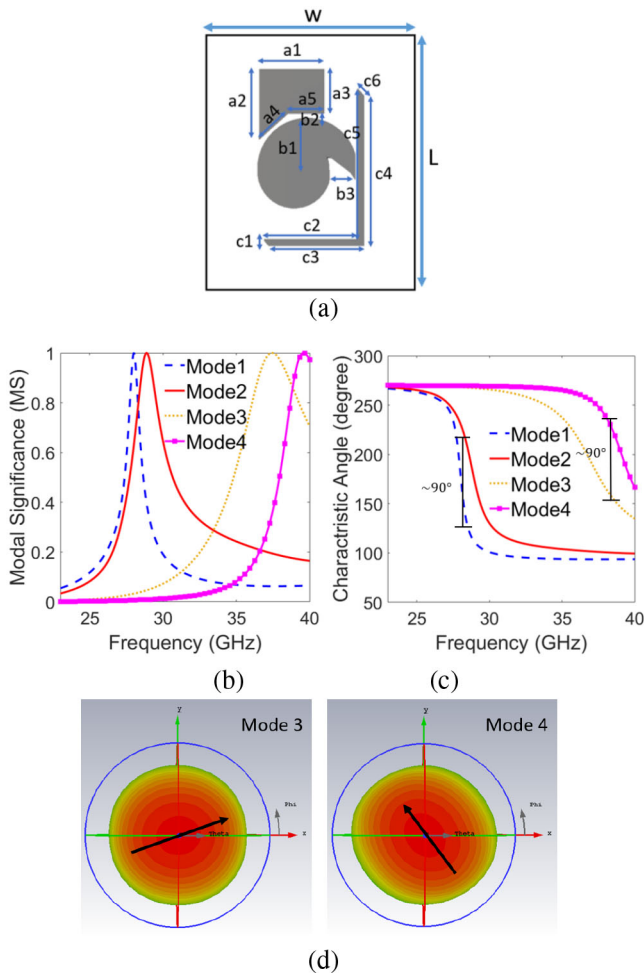 W
a1
a2
a3
c6
a4
a5
b2
c5
b1
L
c4
b3
c2
c1
c3
(a)
Modal Significance (MS)
1
0.8
0.6
0.4
0.2
0
Mode1
Mode2
Mode3
Mode4
25 30 35 40
Frequency (GHz)
(b)
Charactristic Angle (degree)
300
250
200
150
100
50
~90°
~90°
Mode1
Mode2
Mode3
Mode4
25 30 35 40
Frequency (GHz)
(c)
y
Mode 3
Phi
Theta
x
y
Mode 4
Phi
Theta
x
(d)